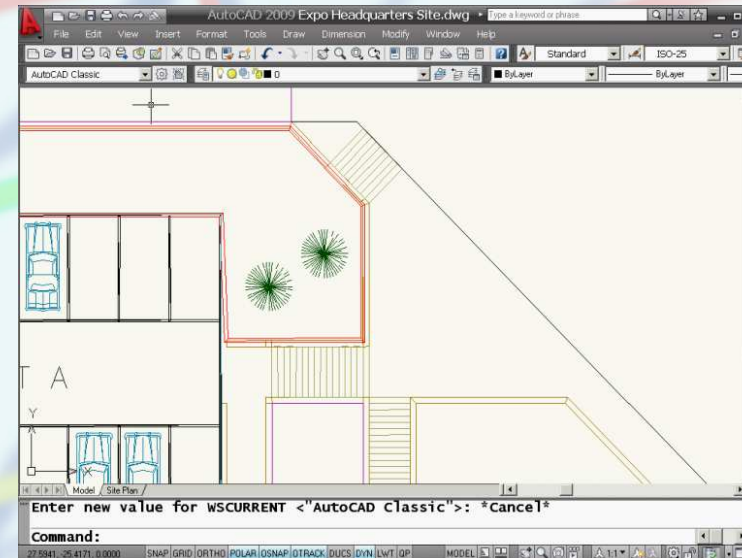 AutoCAD 2009 Expo Headquarters Site.dwg Type a keyword or phrase
File Edit View Insert Format Tools Draw Dimension Modify Window Help
Standard ISO-25
AutoCAD Classic 0 ByLayer ByLayer
T A
Y
X
Model Site Plan
Enter new value for WSCURRENT <"AutoCAD Classic">: *Cancel*
Command:
27.5941, -25.4171, 0.0000 SNAP GRID ORTHO POLAR OSNAP OTRACK DUCS DYN LWT QP MODEL 1:1